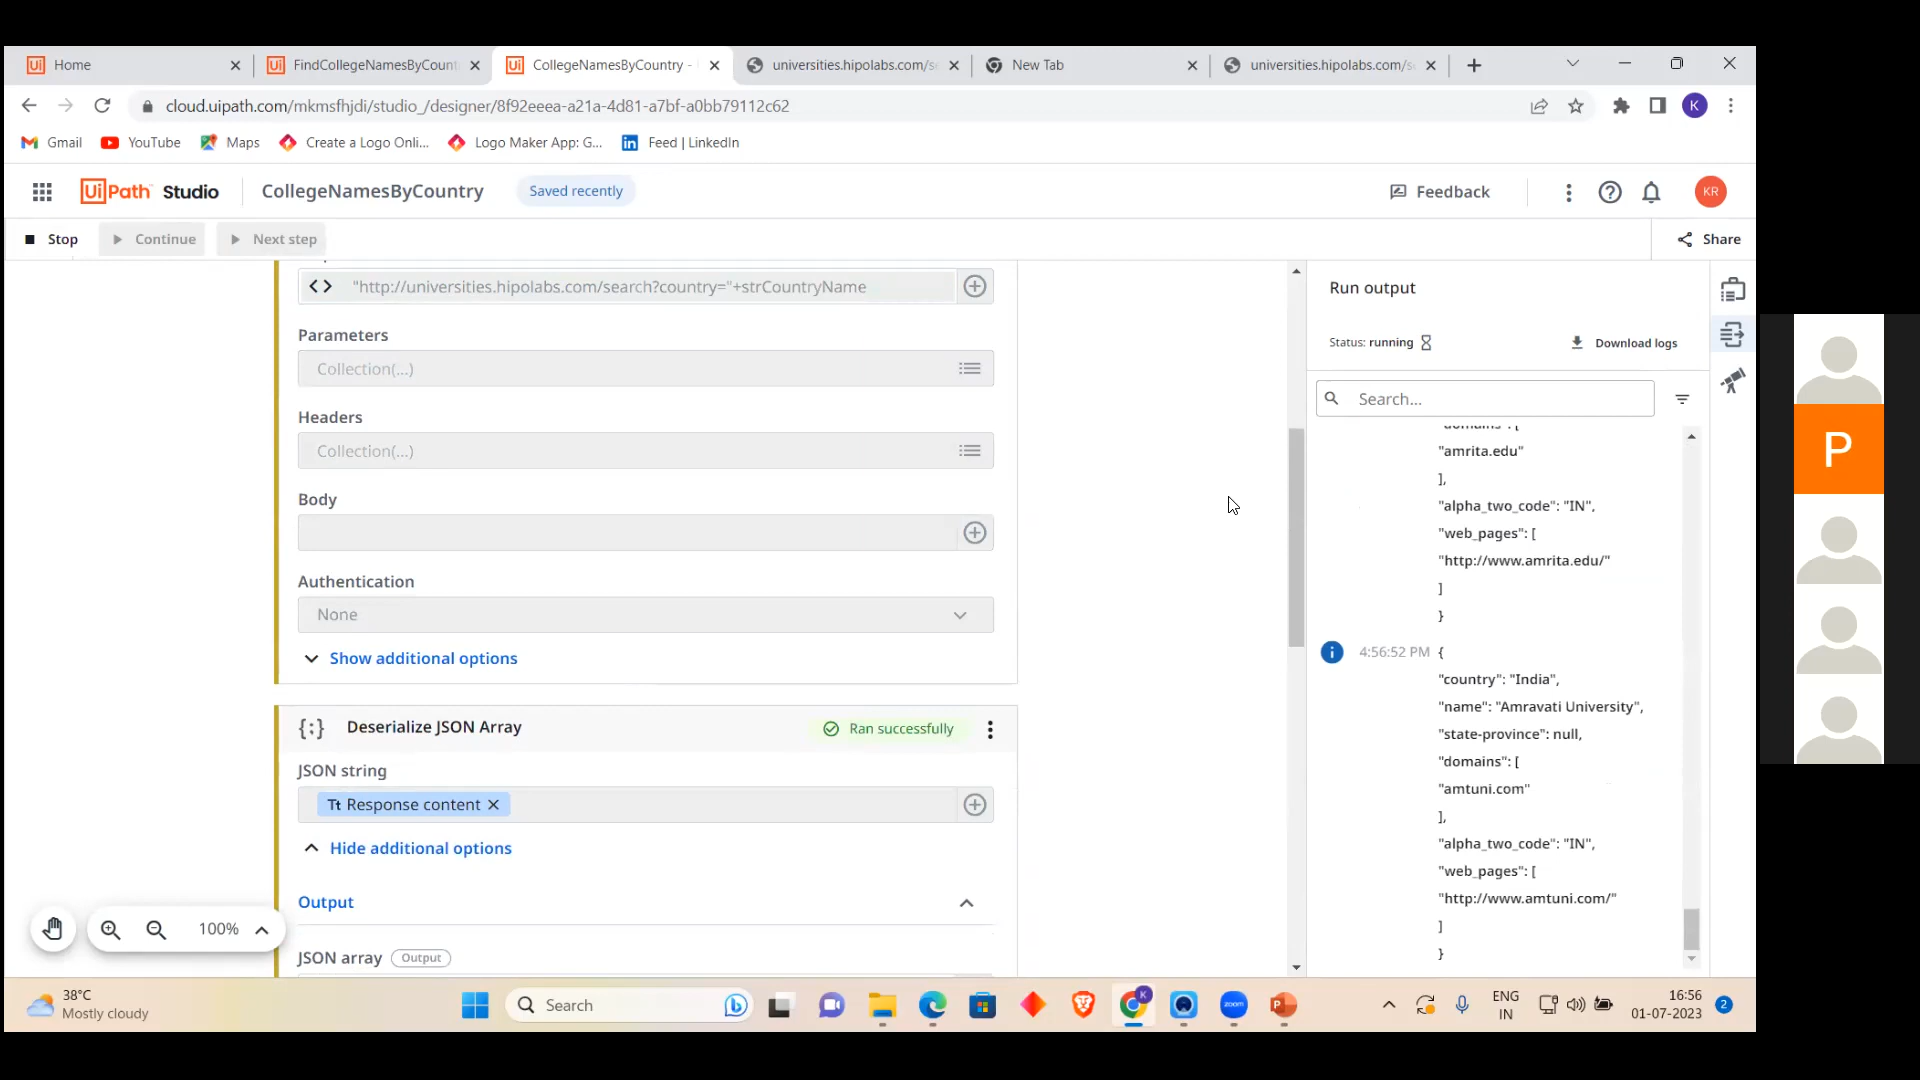 Home
FindCollegeNamesByCount
CollegeNamesByCountry -
universities.hipolabs.com/s
New Tab
universities.hipolabs.com/s
cloud.uipath.com/mkmsfhjdi/studio_/designer/8f92eeea-a21a-4d81-a7bf-a0bb79112c62
K
Gmail
YouTube
Maps
Create a Logo Onli...
Logo Maker App: G...
Feed | LinkedIn
UiPath Studio
CollegeNamesByCountry
Saved recently
Feedback
KR
Stop
Continue
Next step
Share
"http://universities.hipolabs.com/search?country="+strCountryName
Parameters
Collection(...)
Headers
Collection(...)
Body
Authentication
None
Show additional options
Deserialize JSON Array
Ran successfully
JSON string
Tt Response content
Hide additional options
Output
JSON array Output
100%
Run output
Status: running
Download logs
Search...
"domains": [
"amrita.edu"
],
"alpha_two_code": "IN",
"web_pages": [
"http://www.amrita.edu/"
]
}
4:56:52 PM {
"country": "India",
"name": "Amravati University",
"state-province": null,
"domains": [
"amtuni.com"
],
"alpha_two_code": "IN",
"web_pages": [
"http://www.amtuni.com/"
]
}
P
38°C
Mostly cloudy
Search
K
zoom
ENG
IN
16:56
01-07-2023
2